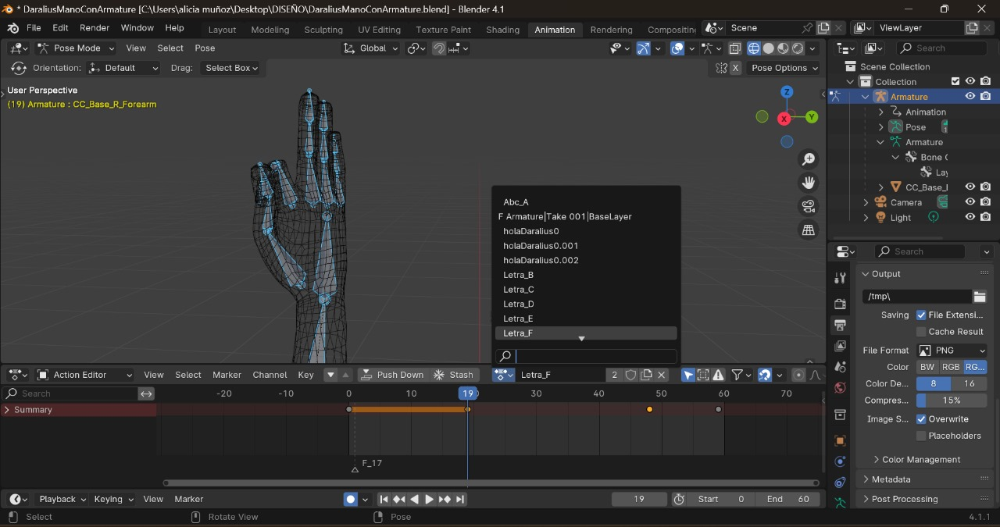 * DaraliusManoConArmature [C:\Users\alicia muñoz\Desktop\DISEÑO\DaraliusManoConArmature.blend] - Blender 4.1
File Edit Render Window Help Layout Modeling Sculpting UV Editing Texture Paint Shading Animation Rendering Compositing Scene ViewLayer
Pose Mode View Select Pose Global Search
Orientation: Default Drag: Select Box X Pose Options
User Perspective
(19) Armature : CC_Base_R_Forearm
Z
X
Y
Scene Collection
Collection
Armature
Animation
Pose
Armature
Bone C
Lay
CC_Base_I
Camera
Light
Abc_A
F Armature|Take 001|BaseLayer
holaDaralius0
holaDaralius0.001
holaDaralius0.002
Letra_B
Letra_C
Letra_D
Letra_E
Letra_F
Search
Output
/tmp\
Saving File Extensi...
Cache Result
File Format PNG
Color BW RGB RG...
Color De... 8 16
Compres... 15%
Image S... Overwrite
Placeholders
Color Management
Metadata
Post Processing
Action Editor View Select Marker Channel Key Push Down Stash Letra_F 2
Search -20 -10 0 10 19 30 40 50 60 70
Summary
F_17
Playback Keying View Marker 19 Start 0 End 60
Select Rotate View Pose 4.1.1